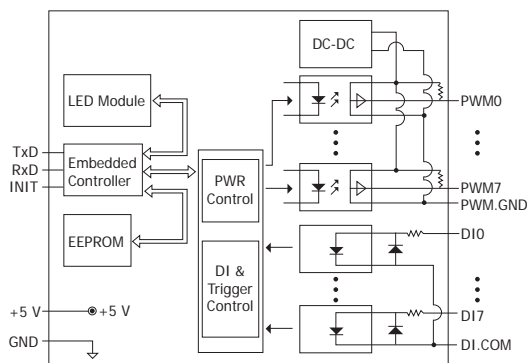 DC-DC
LED Module
PWM0
TxD
RxD
INIT
Embedded
Controller
PWR
Control
PWM7
PWM.GND
EEPROM
DI0
DI &
Trigger
Control
+5 V
+5 V
DI7
GND
DI.COM